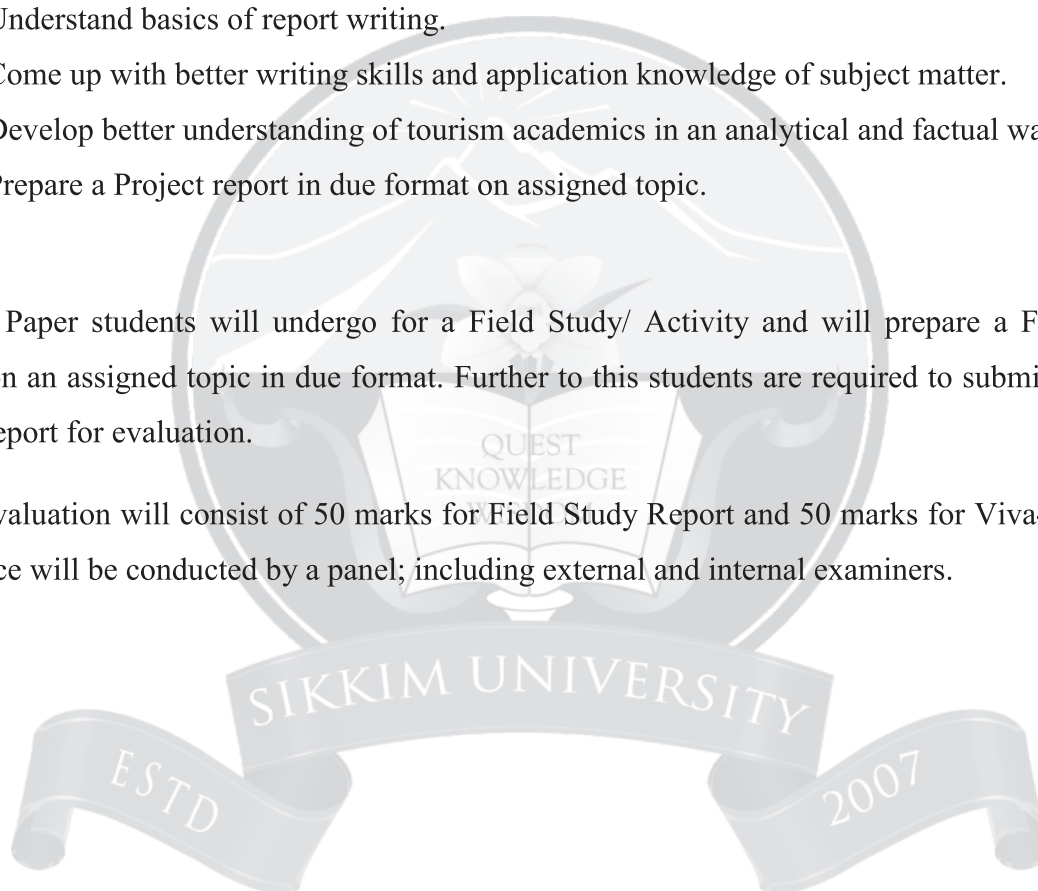 Understand basics of report writing.
Come up with better writing skills and application knowledge of subject matter.
Develop better understanding of tourism academics in an analytical and factual wa
Prepare a Project report in due format on assigned topic.
Paper students will undergo for a Field Study/ Activity and will prepare a F
on an assigned topic in due format. Further to this students are required to submi
eport for evaluation.
valuation will consist of 50 marks for Field Study Report and 50 marks for Viva-
ce will be conducted by a panel; including external and internal examiners.
QUEST
KNOWLEDGE
SIKKIM UNIVERSITY
ESTD
2007